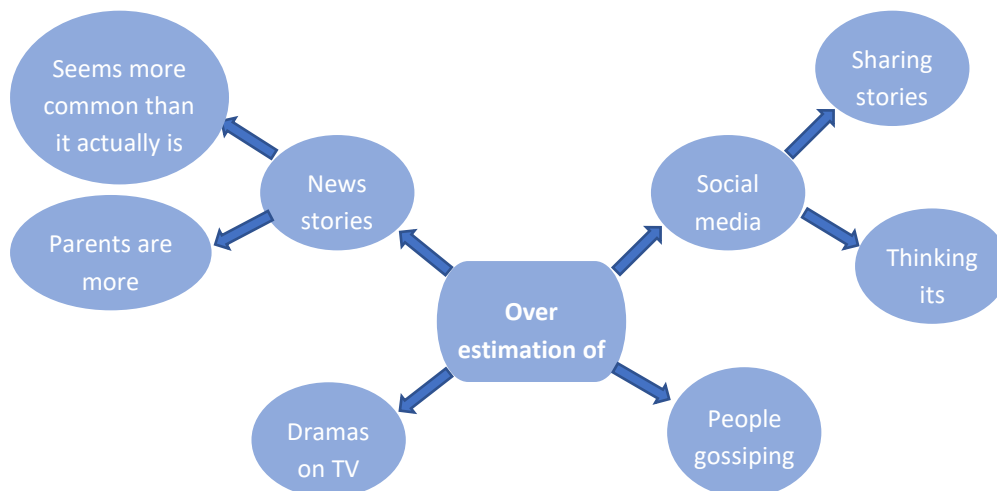 Seems more
common than
it actually is
News
stories
Parents are
more
Over
estimation of
Dramas
on TV
Social
media
Sharing
stories
Thinking
its
People
gossiping